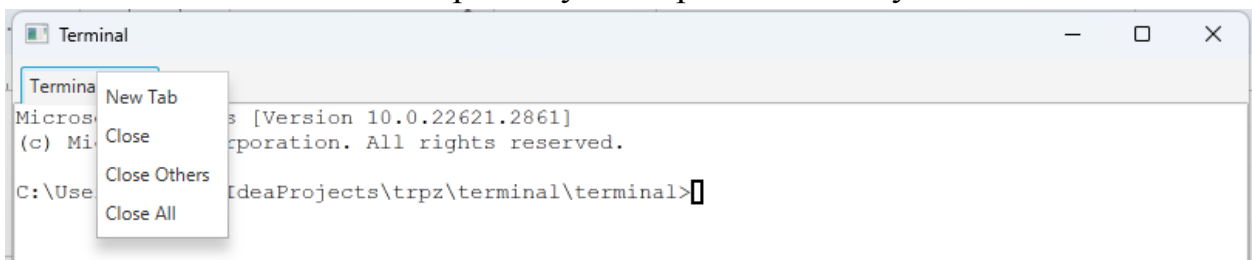 Terminal
Termina
New Tab
Close
Close Others
Close All
Micros s [Version 10.0.22621.2861]
(c) Mi rporation. All rights reserved.
C:\Use IdeaProjects\trpz\terminal\terminal>